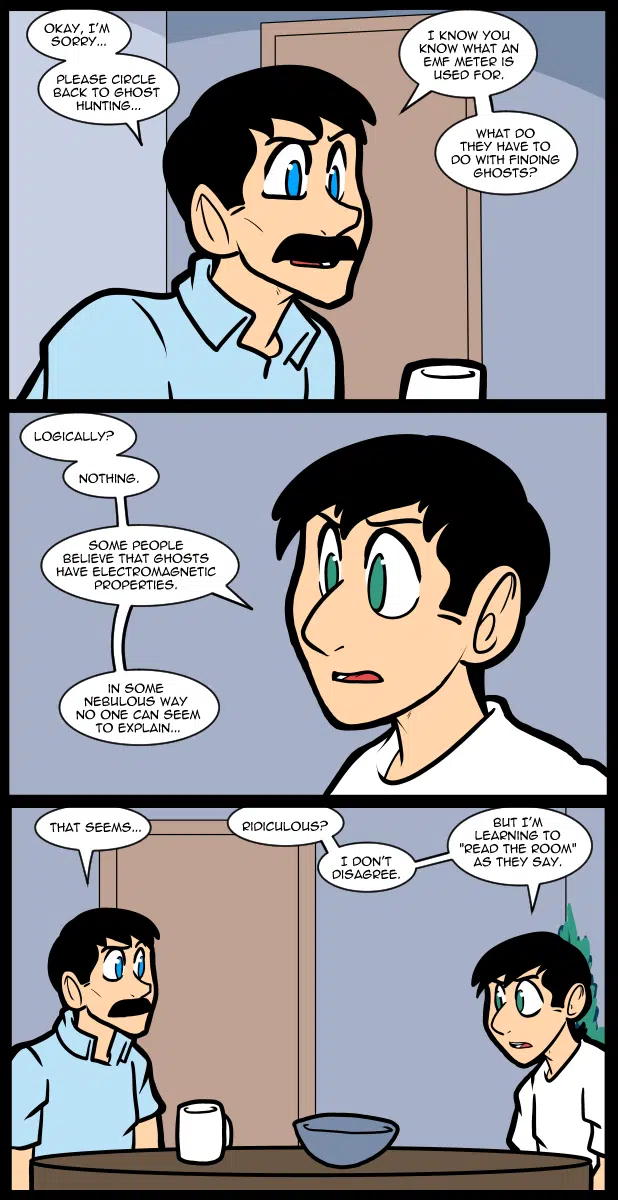 OKAY, I'M
SORRY...
PLEASE CIRCLE
BACK TO GHOST
HUNTING...
I KNOW YOU
KNOW WHAT AN
EMF METER IS
USED FOR.
WHAT DO
THEY HAVE TO
DO WITH FINDING
GHOSTS?
LOGICALLY?
NOTHING.
SOME PEOPLE
BELIEVE THAT GHOSTS
HAVE ELECTROMAGNETIC
PROPERTIES.
IN SOME
NEBULOUS WAY
NO ONE CAN SEEM
TO EXPLAIN...
THAT SEEMS...
RIDICULOUS?
I DON'T
DISAGREE.
BUT I'M
LEARNING TO
"READ THE ROOM"
AS THEY SAY.